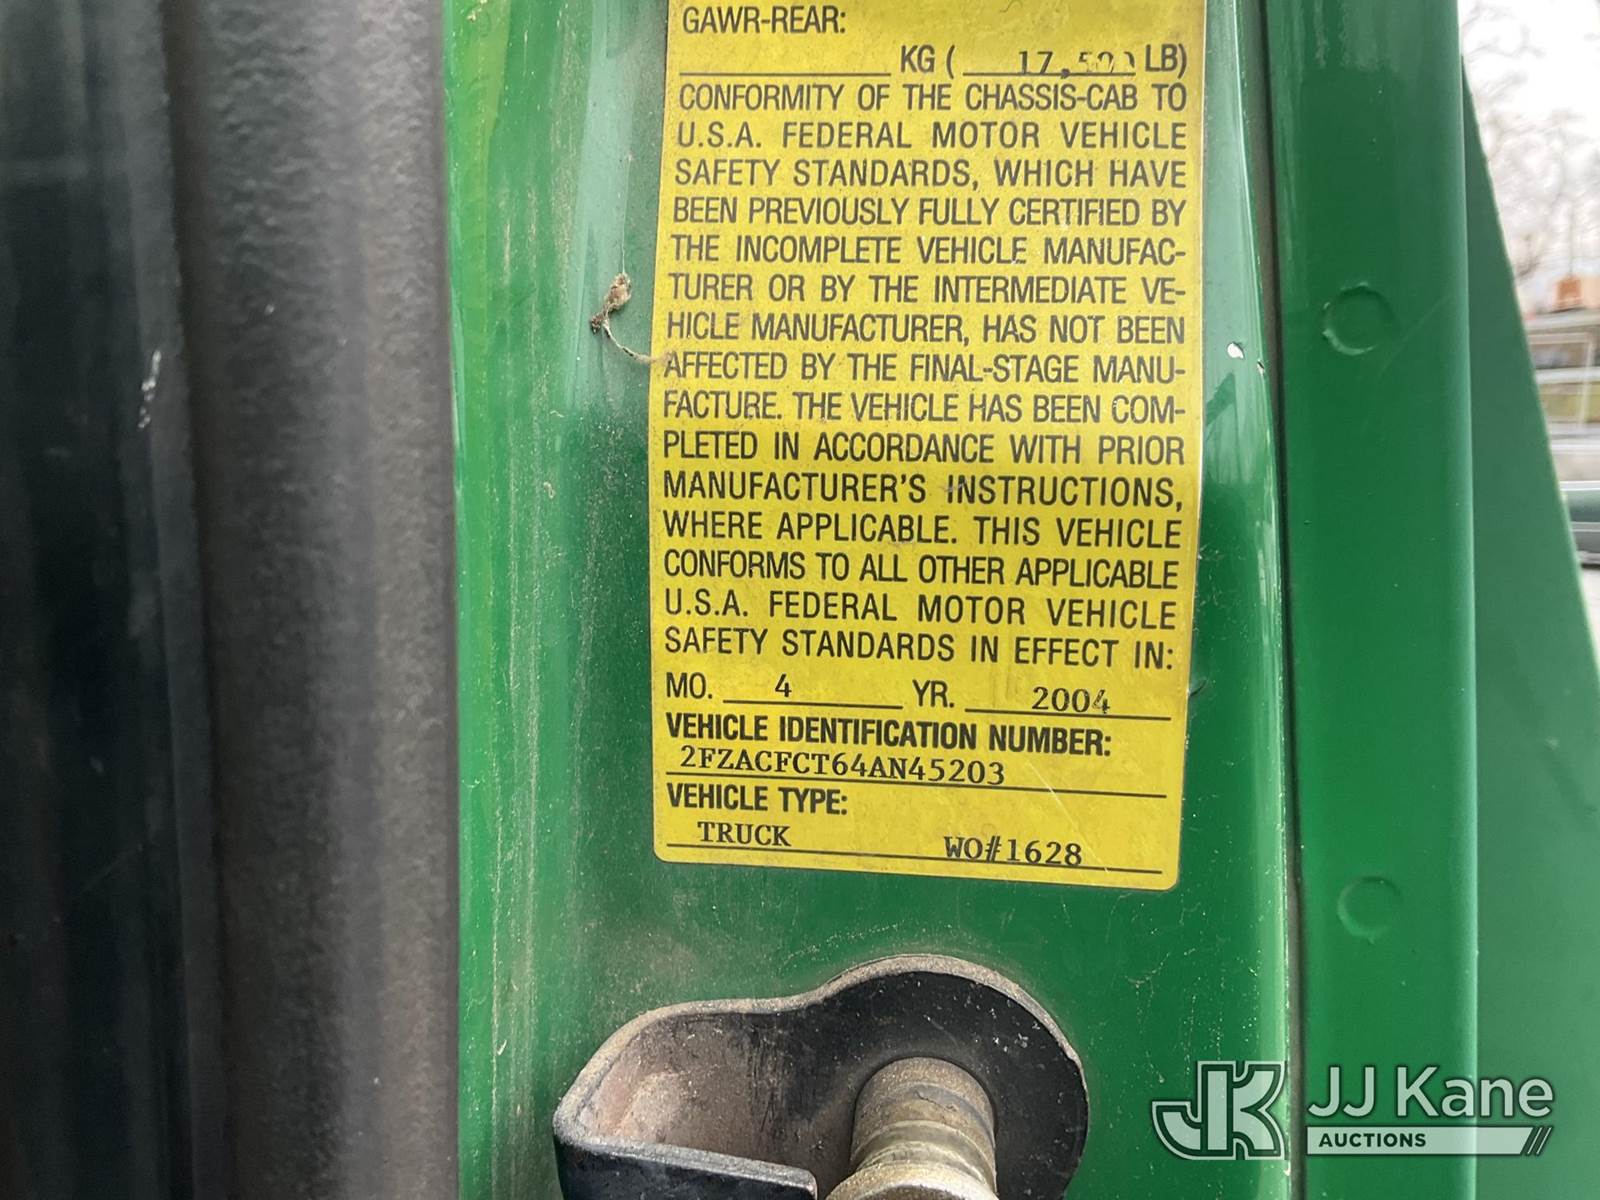 GAWR-REAR:
KG ( 17,500 LB)
CONFORMITY OF THE CHASSIS-CAB TO
U.S.A. FEDERAL MOTOR VEHICLE
SAFETY STANDARDS, WHICH HAVE
BEEN PREVIOUSLY FULLY CERTIFIED BY
THE INCOMPLETE VEHICLE MANUFAC-
TURER OR BY THE INTERMEDIATE VE-
HICLE MANUFACTURER, HAS NOT BEEN
AFFECTED BY THE FINAL-STAGE MANU-
FACTURE. THE VEHICLE HAS BEEN COM-
PLETED IN ACCORDANCE WITH PRIOR
MANUFACTURER'S INSTRUCTIONS,
WHERE APPLICABLE. THIS VEHICLE
CONFORMS TO ALL OTHER APPLICABLE
U.S.A. FEDERAL MOTOR VEHICLE
SAFETY STANDARDS IN EFFECT IN:
MO. 4 YR. 2004
VEHICLE IDENTIFICATION NUMBER:
2FZACFCT64AN45203
VEHICLE TYPE:
TRUCK WO#1628
JK JJ Kane
AUCTIONS